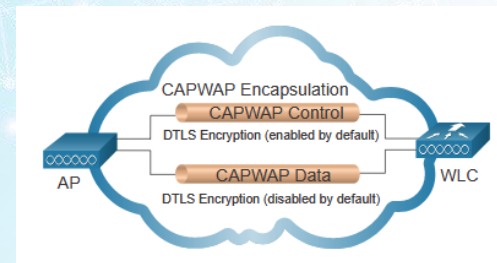 CAPWAP Encapsulation
CAPWAP Control
DTLS Encryption (enabled by default)
AP
WLC
CAPWAP Data
DTLS Encryption (disabled by default)